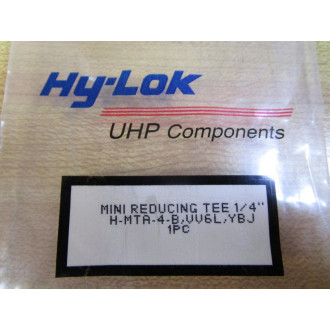 Hy-Lok
UHP Components
MINI REDUCING TEE 1/4"
H-MTA-4-B,VV6L,YBJ
1PC